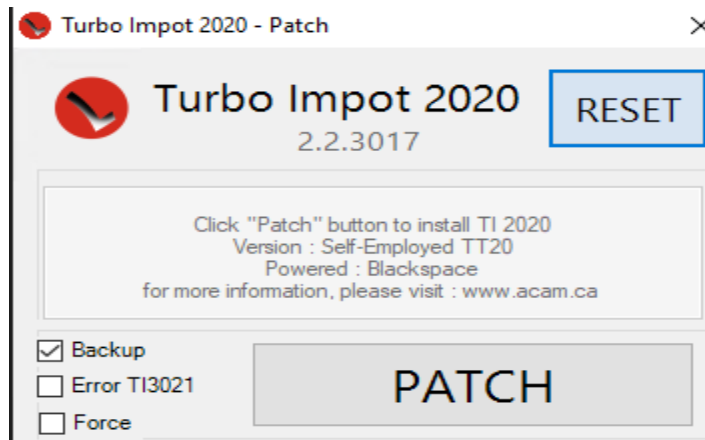 Turbo Impot 2020 - Patch
Turbo Impot 2020
RESET
2.2.3017
Click "Patch" button to install TI 2020
Version : Self-Employed TT20
Powered : Blackspace
for more information, please visit : www.acam.ca
Backup
Error TI3021
PATCH
Force